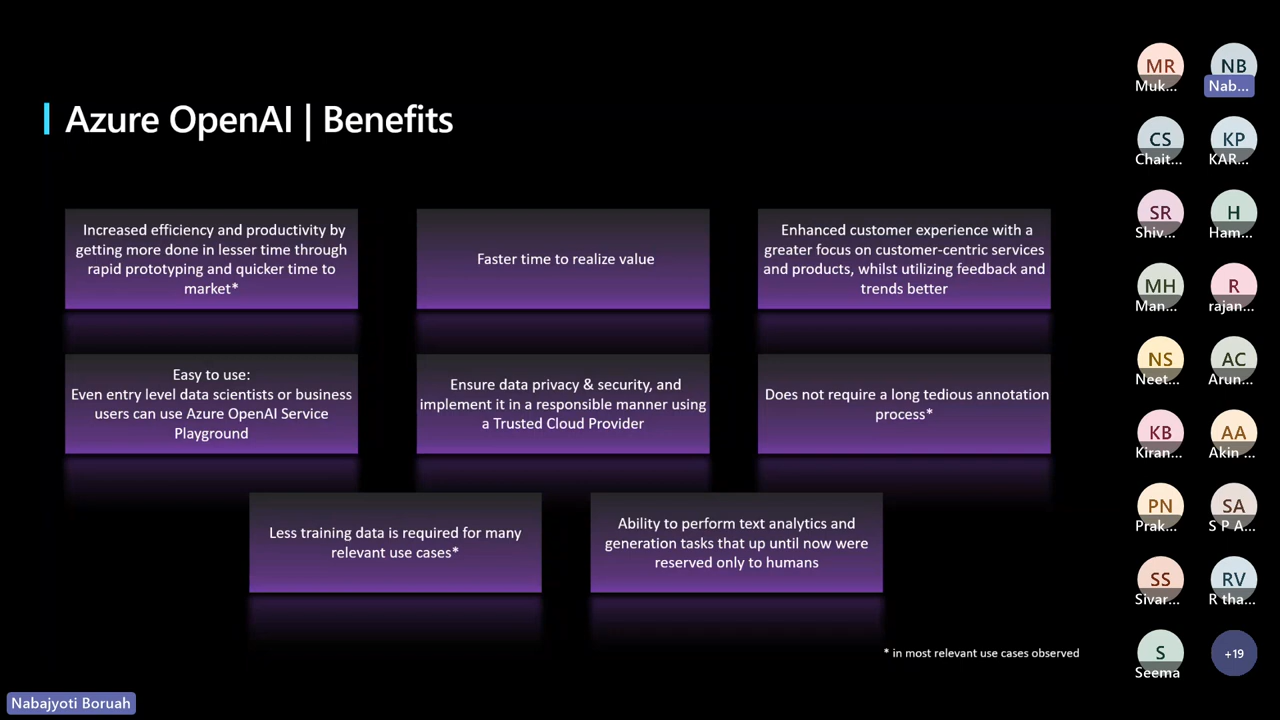 Azure OpenAI | Benefits
Increased efficiency and productivity by
getting more done in lesser time through
rapid prototyping and quicker time to
market*
Faster time to realize value
Enhanced customer experience with a
greater focus on customer-centric services
and products, whilst utilizing feedback and
trends better
Easy to use:
Even entry level data scientists or business
users can use Azure OpenAI Service
Playground
Ensure data privacy & security, and
implement it in a responsible manner using
a Trusted Cloud Provider
Does not require a long tedious annotation
process*
Less training data is required for many
relevant use cases*
Ability to perform text analytics and
generation tasks that up until now were
reserved only to humans
* in most relevant use cases observed
Nabajyoti Boruah
MR
Muk...
NB
Nab...
CS
Chait...
KP
KAR...
SR
Shiv...
H
Ham...
MH
Man...
R
rajan...
NS
Neet...
AC
Arun...
KB
Kiran...
AA
Akin ...
PN
Prak...
SA
S P A...
SS
Sivar...
RV
R tha...
S
Seema
+19